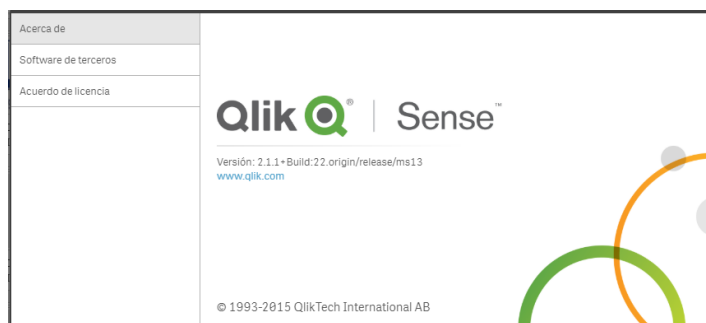 Acerca de
Software de terceros
Acuerdo de licencia
Qlik Q® | Sense™
Versión: 2.1.1+Build:22.origin/release/ms13
www.qlik.com
© 1993-2015 QlikTech International AB